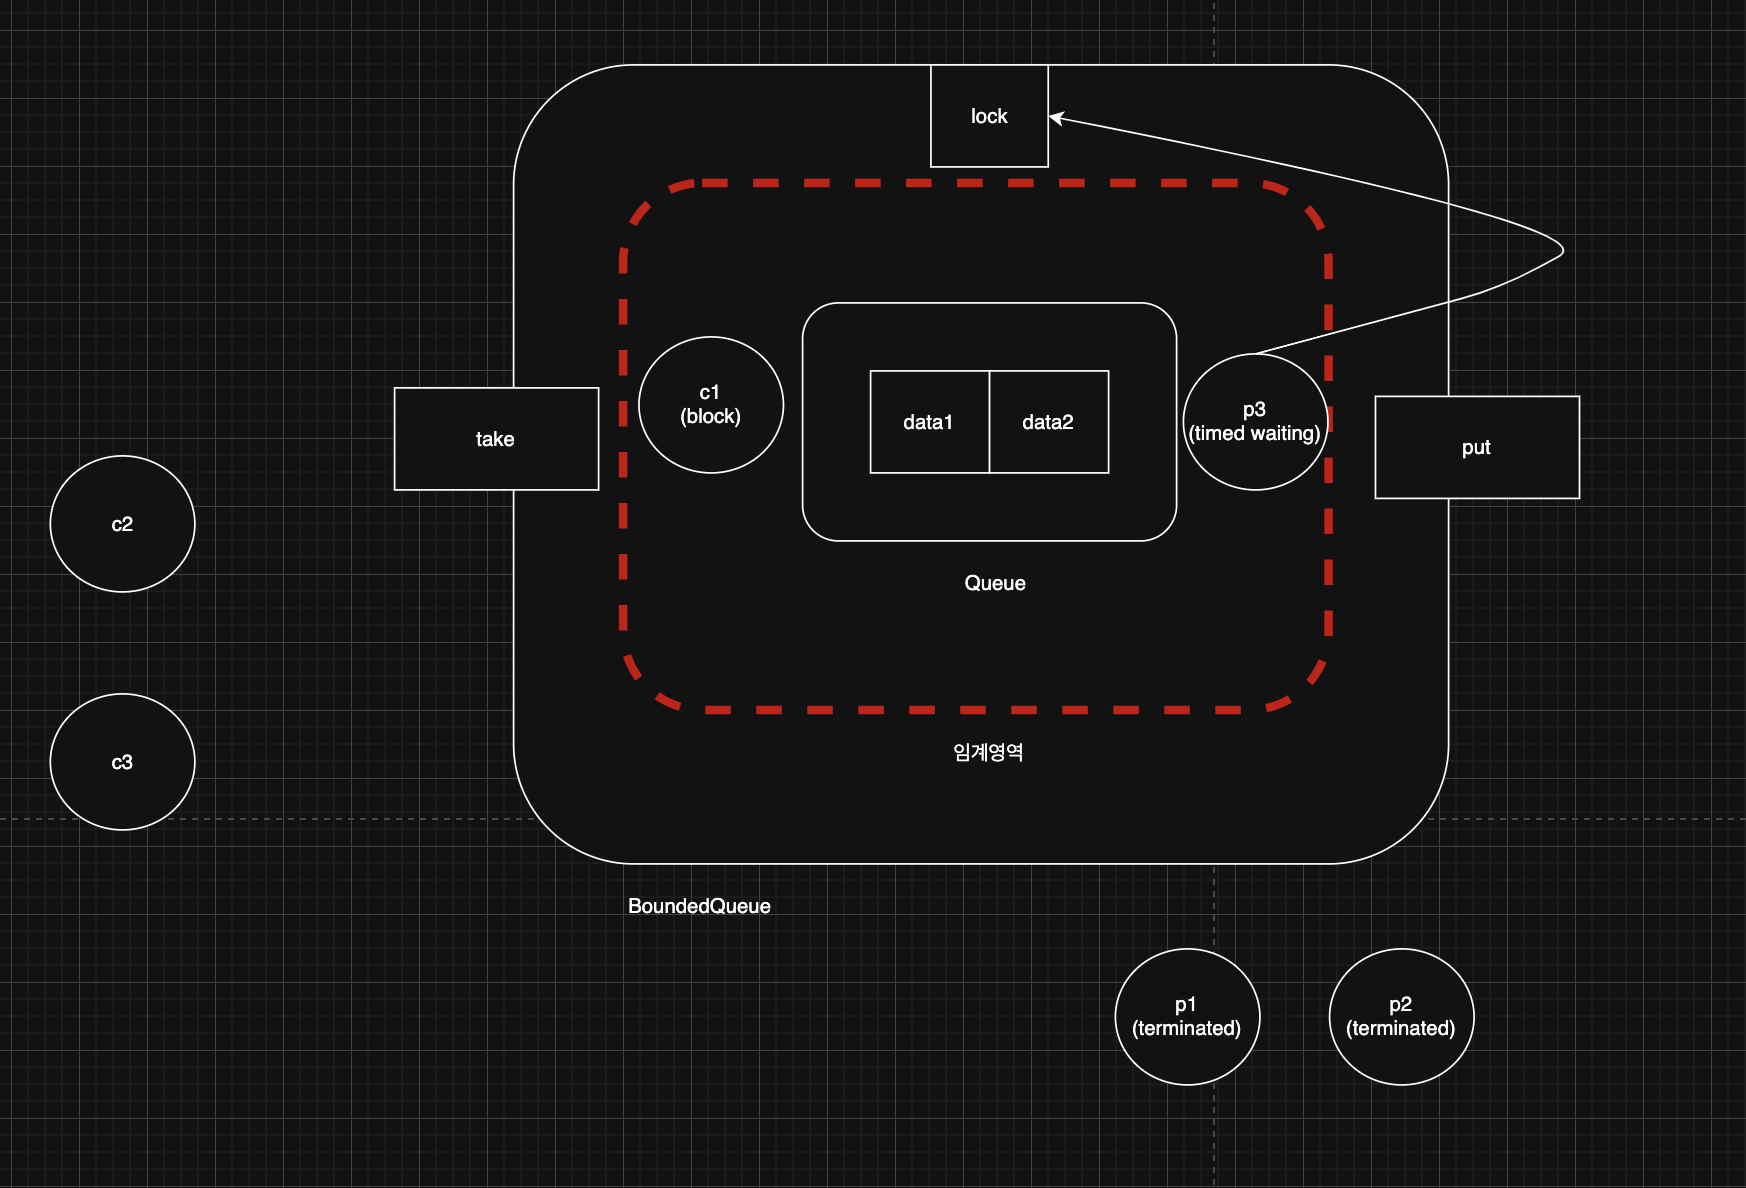 lock
c1
(block)
data1
data2
p3
(timed waiting)
take
put
c2
Queue
임계영역
c3
BoundedQueue
p1
(terminated)
p2
(terminated)